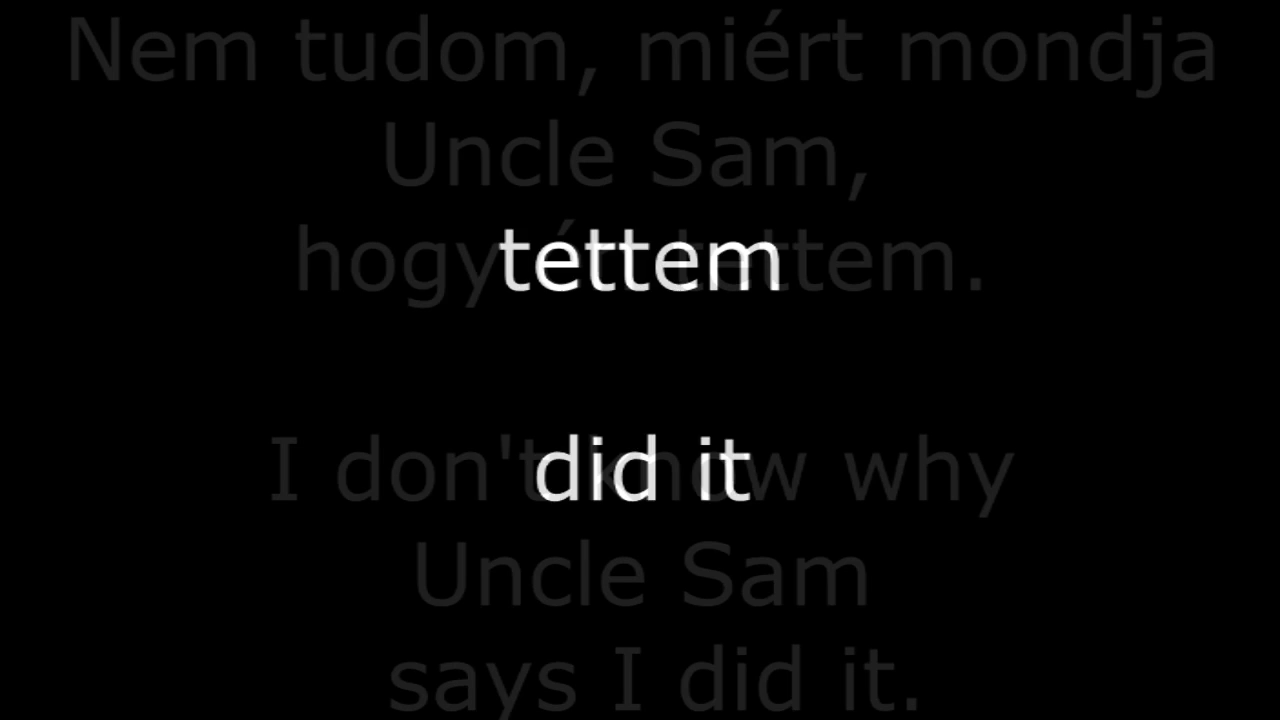 Nem tudom, miért mondja
Uncle Sam,
hogy én tettem.
tettem
I don't know why
did it
Uncle Sam
says I did it.